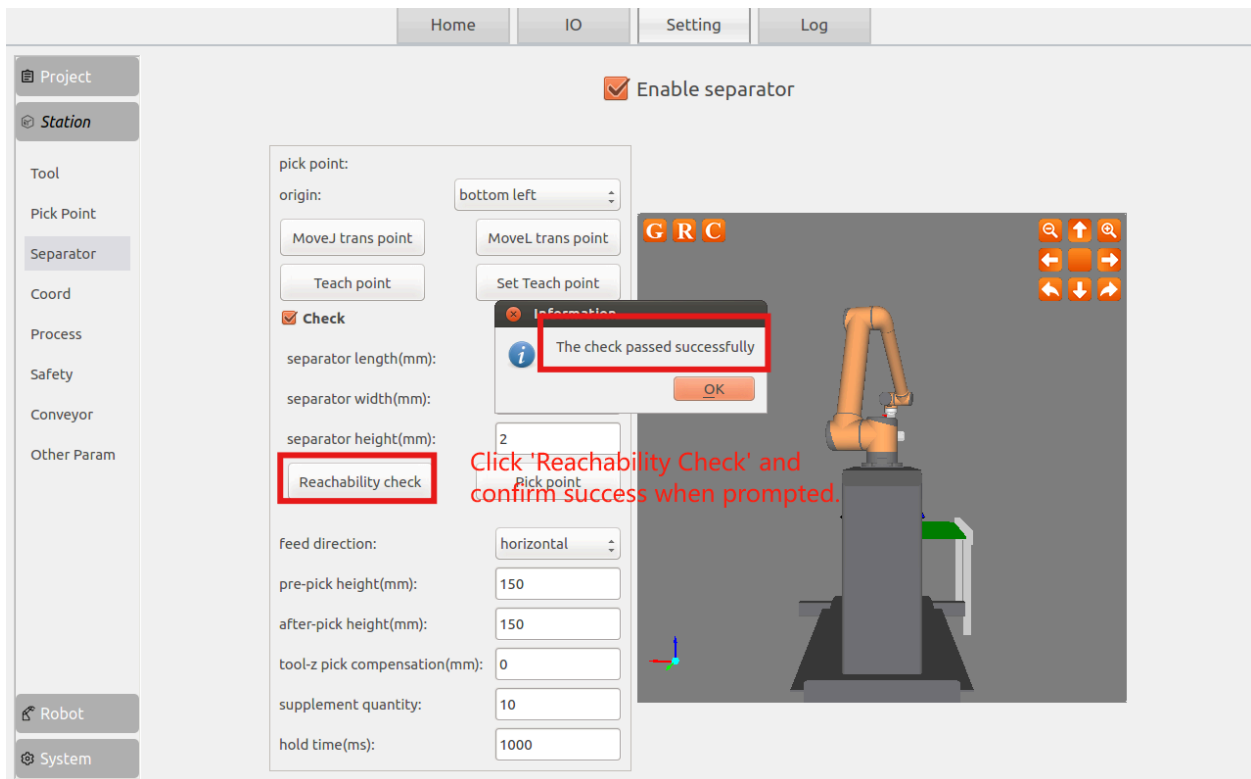 Home
IO
Setting
Log
Project
Station
Tool
Pick Point
Separator
Coord
Process
Safety
Conveyor
Other Param
Robot
System
Enable separator
pick point:
origin: bottom left
MoveJ trans point MoveL trans point
Teach point Set Teach point
Check
separator length(mm):
separator width(mm):
separator height(mm): 2
Reachability check Pick point
feed direction: horizontal
pre-pick height(mm): 150
after-pick height(mm): 150
tool-z pick compensation(mm): 0
supplement quantity: 10
hold time(ms): 1000
Information
The check passed successfully
OK
Click 'Reachability Check' and
confirm success when prompted.
G R C